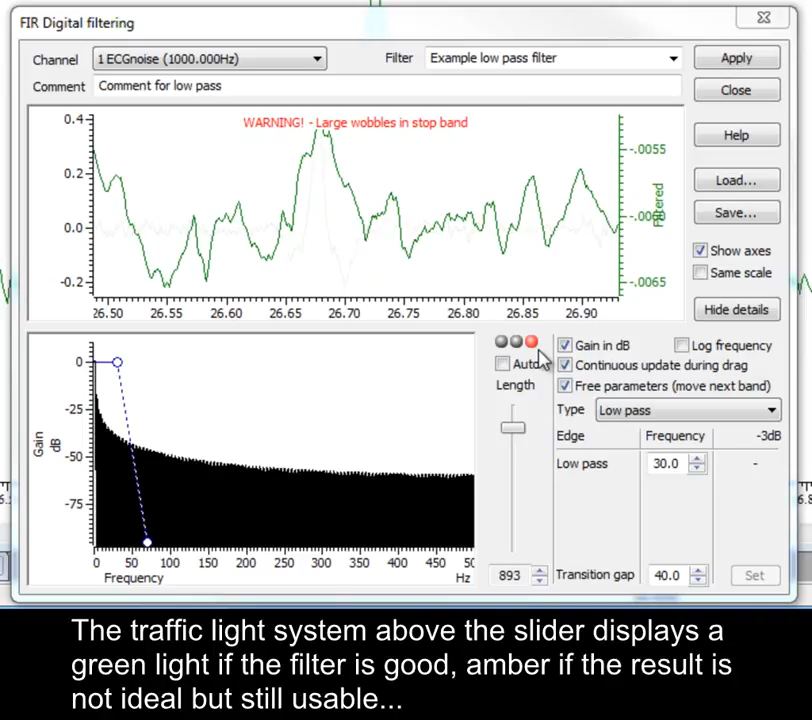 FIR Digital filtering
Channel 1 ECGnoise (1000.000Hz) Filter Example low pass filter Apply
Comment Comment for low pass Close
WARNING! - Large wobbles in stop band
Help
Load...
Save...
Show axes
Same scale
Hide details
0.4
0.2
0.0
-0.2
-.0055
-.0065
Filtered
26.50 26.55 26.60 26.65 26.70 26.75 26.80 26.85 26.90
Gain in dB Log frequency
Continuous update during drag
Length Free parameters (move next band)
Type Low pass
Edge Frequency -3dB
Low pass 30.0 -
893 Transition gap 40.0 Set
0
-25
-50
-75
Gain
dB
0 50 100 150 200 250 300 350 400 450
Frequency Hz
The traffic light system above the slider displays a
green light if the filter is good, amber if the result is
not ideal but still usable...